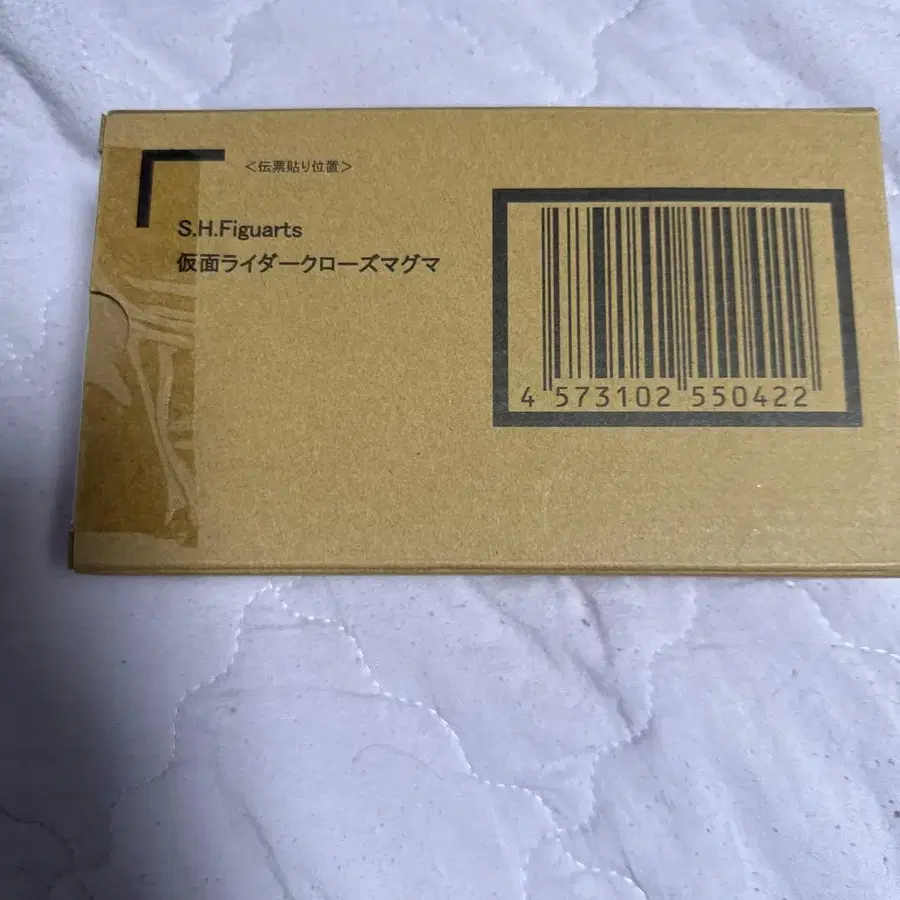 ＜伝票貼り位置＞
S.H.Figuarts
仮面ライダークローズマグマ
4 573102 550422